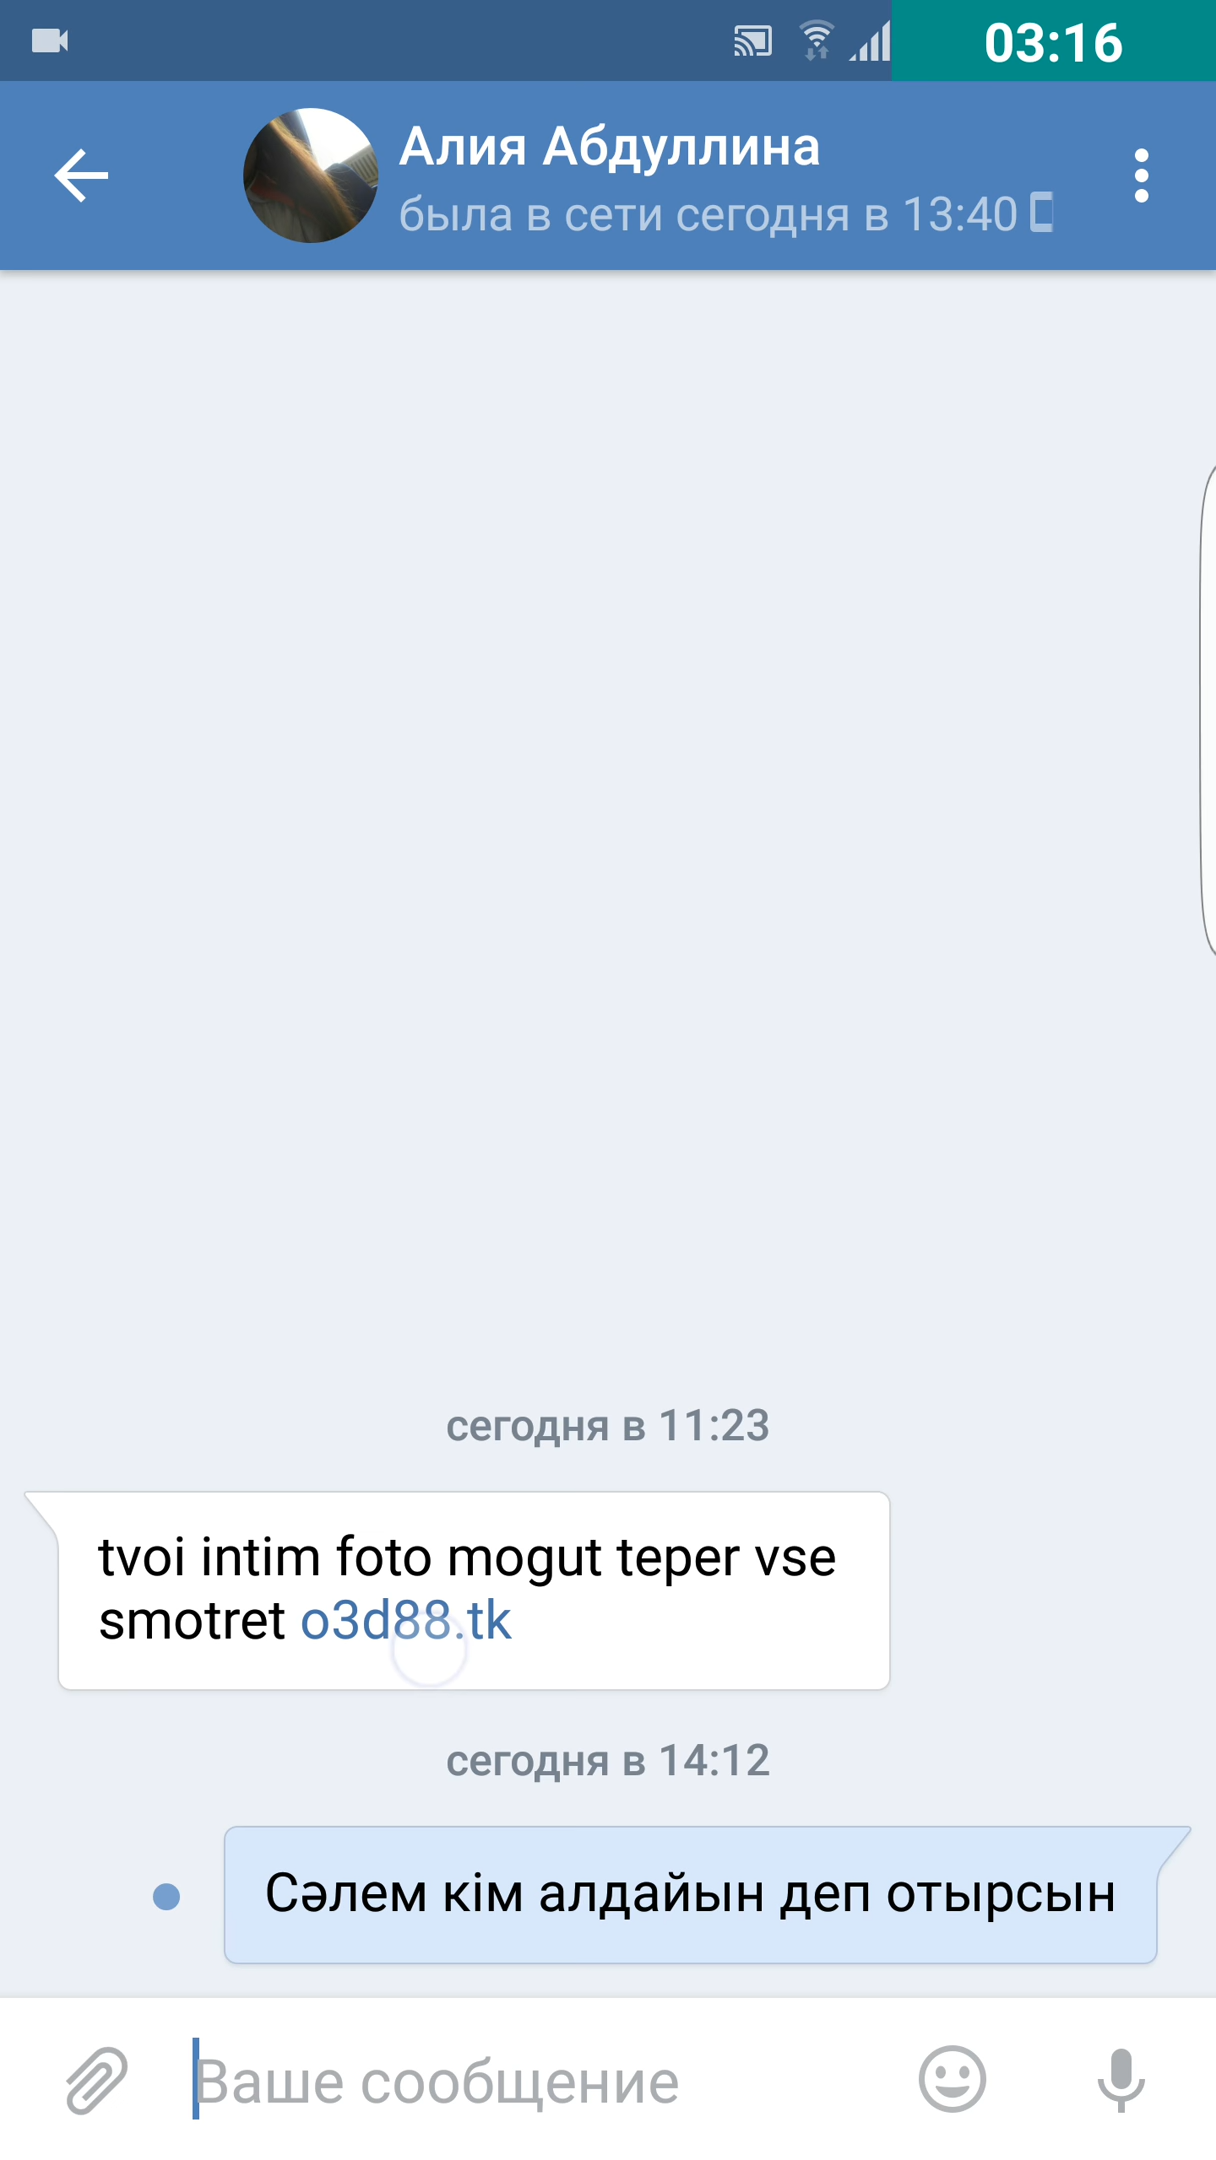 03:16
Алия Абдуллина
была в сети сегодня в 13:40
сегодня в 11:23
tvoi intim foto mogut teper vse
smotret o3d88.tk
сегодня в 14:12
Сәлем кім алдайын деп отырсын
Ваше сообщение